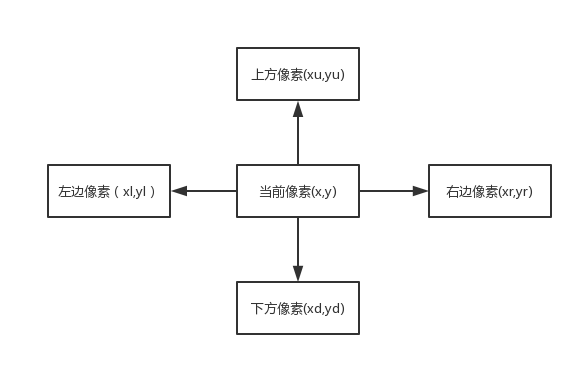 上方像素(xu,yu)
左边像素（xl,yl）
当前像素(x,y)
右边像素(xr,yr)
下方像素(xd,yd)